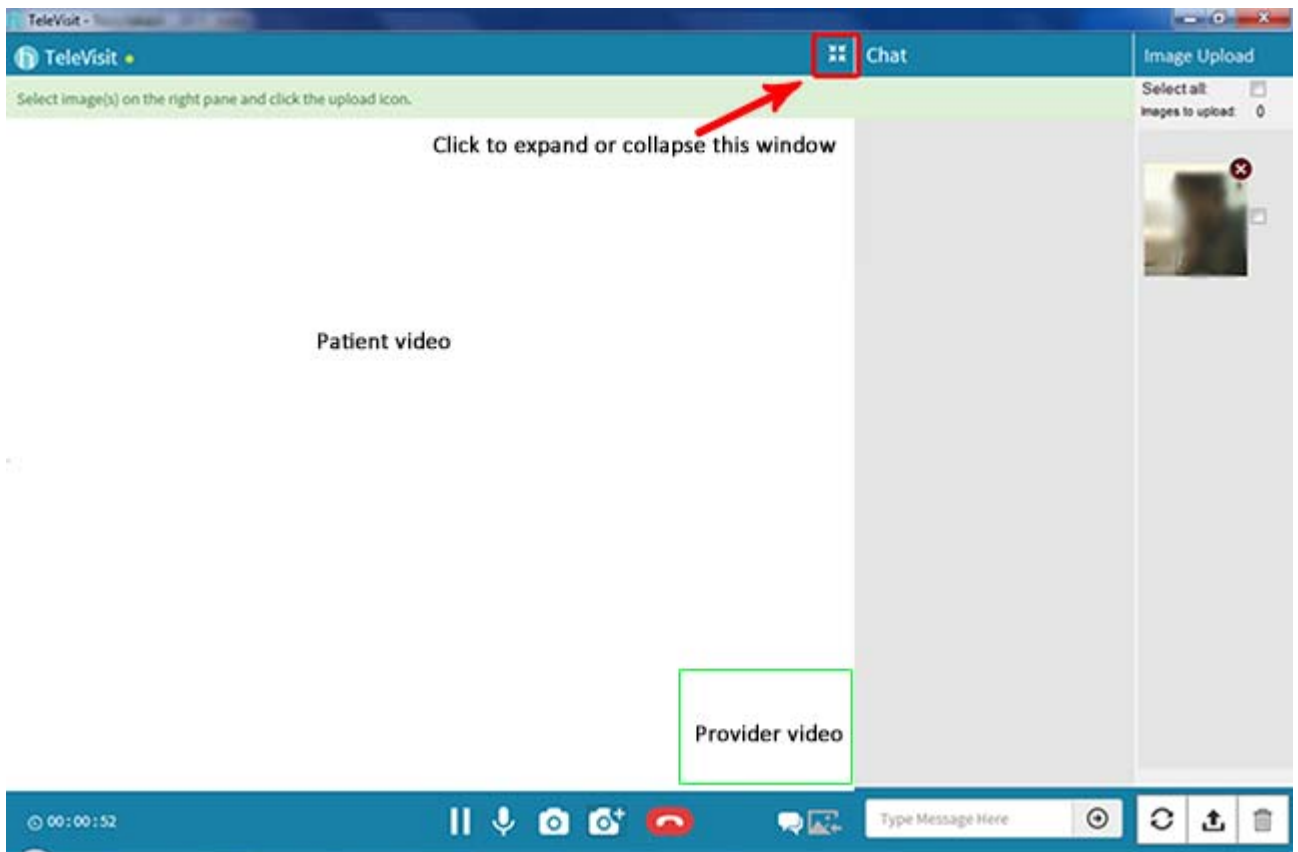 TeleVisit -
TeleVisit
Chat
Image Upload
Select image(s) on the right pane and click the upload icon.
Select all:
Images to upload: 0
Click to expand or collapse this window
Patient video
Provider video
00:00:52
Type Message Here